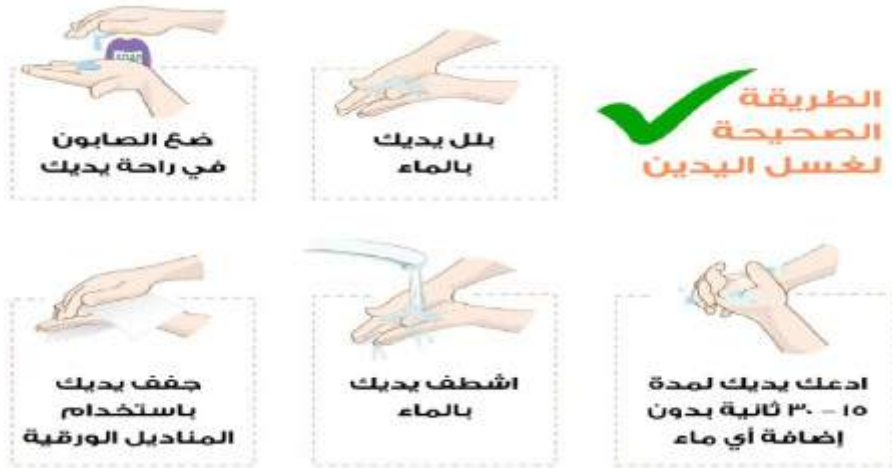 الطريقة
الصحيحة
لغسل اليدين
بلل يديك
بالماء
ضع الصابون
في راحة يديك
SOAP
ادعك يديك لمدة
١٥ - ٣٠ ثانية بدون
إضافة أي ماء
اشطف يديك
بالماء
جفف يديك
باستخدام
المناديل الورقية